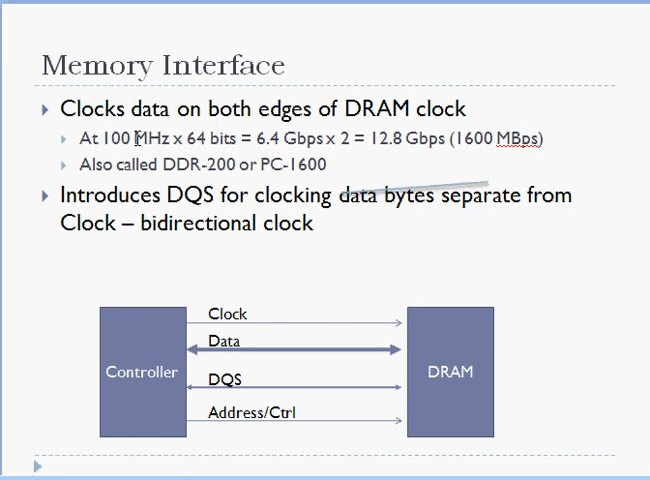 Memory Interface
Clocks data on both edges of DRAM clock
At 100 MHz x 64 bits = 6.4 Gbps x 2 = 12.8 Gbps (1600 MBps)
Also called DDR-200 or PC-1600
Introduces DQS for clocking data bytes separate from
Clock – bidirectional clock
Clock
Data
Controller
DRAM
DQS
Address/Ctrl